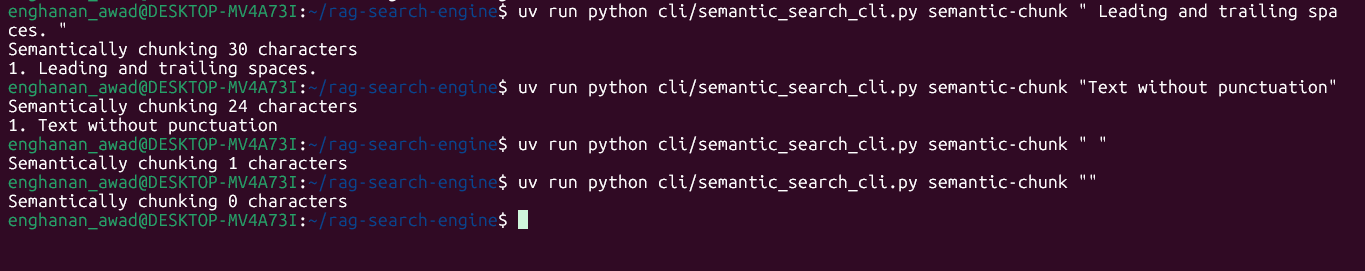 enghanan_awad@DESKTOP-MV4A73I:~/rag-search-engine$ uv run python cli/semantic_search_cli.py semantic-chunk " Leading and trailing spa
ces. "
Semantically chunking 30 characters
1. Leading and trailing spaces.
enghanan_awad@DESKTOP-MV4A73I:~/rag-search-engine$ uv run python cli/semantic_search_cli.py semantic-chunk "Text without punctuation"
Semantically chunking 24 characters
1. Text without punctuation
enghanan_awad@DESKTOP-MV4A73I:~/rag-search-engine$ uv run python cli/semantic_search_cli.py semantic-chunk " "
Semantically chunking 1 characters
enghanan_awad@DESKTOP-MV4A73I:~/rag-search-engine$ uv run python cli/semantic_search_cli.py semantic-chunk ""
Semantically chunking 0 characters
enghanan_awad@DESKTOP-MV4A73I:~/rag-search-engine$